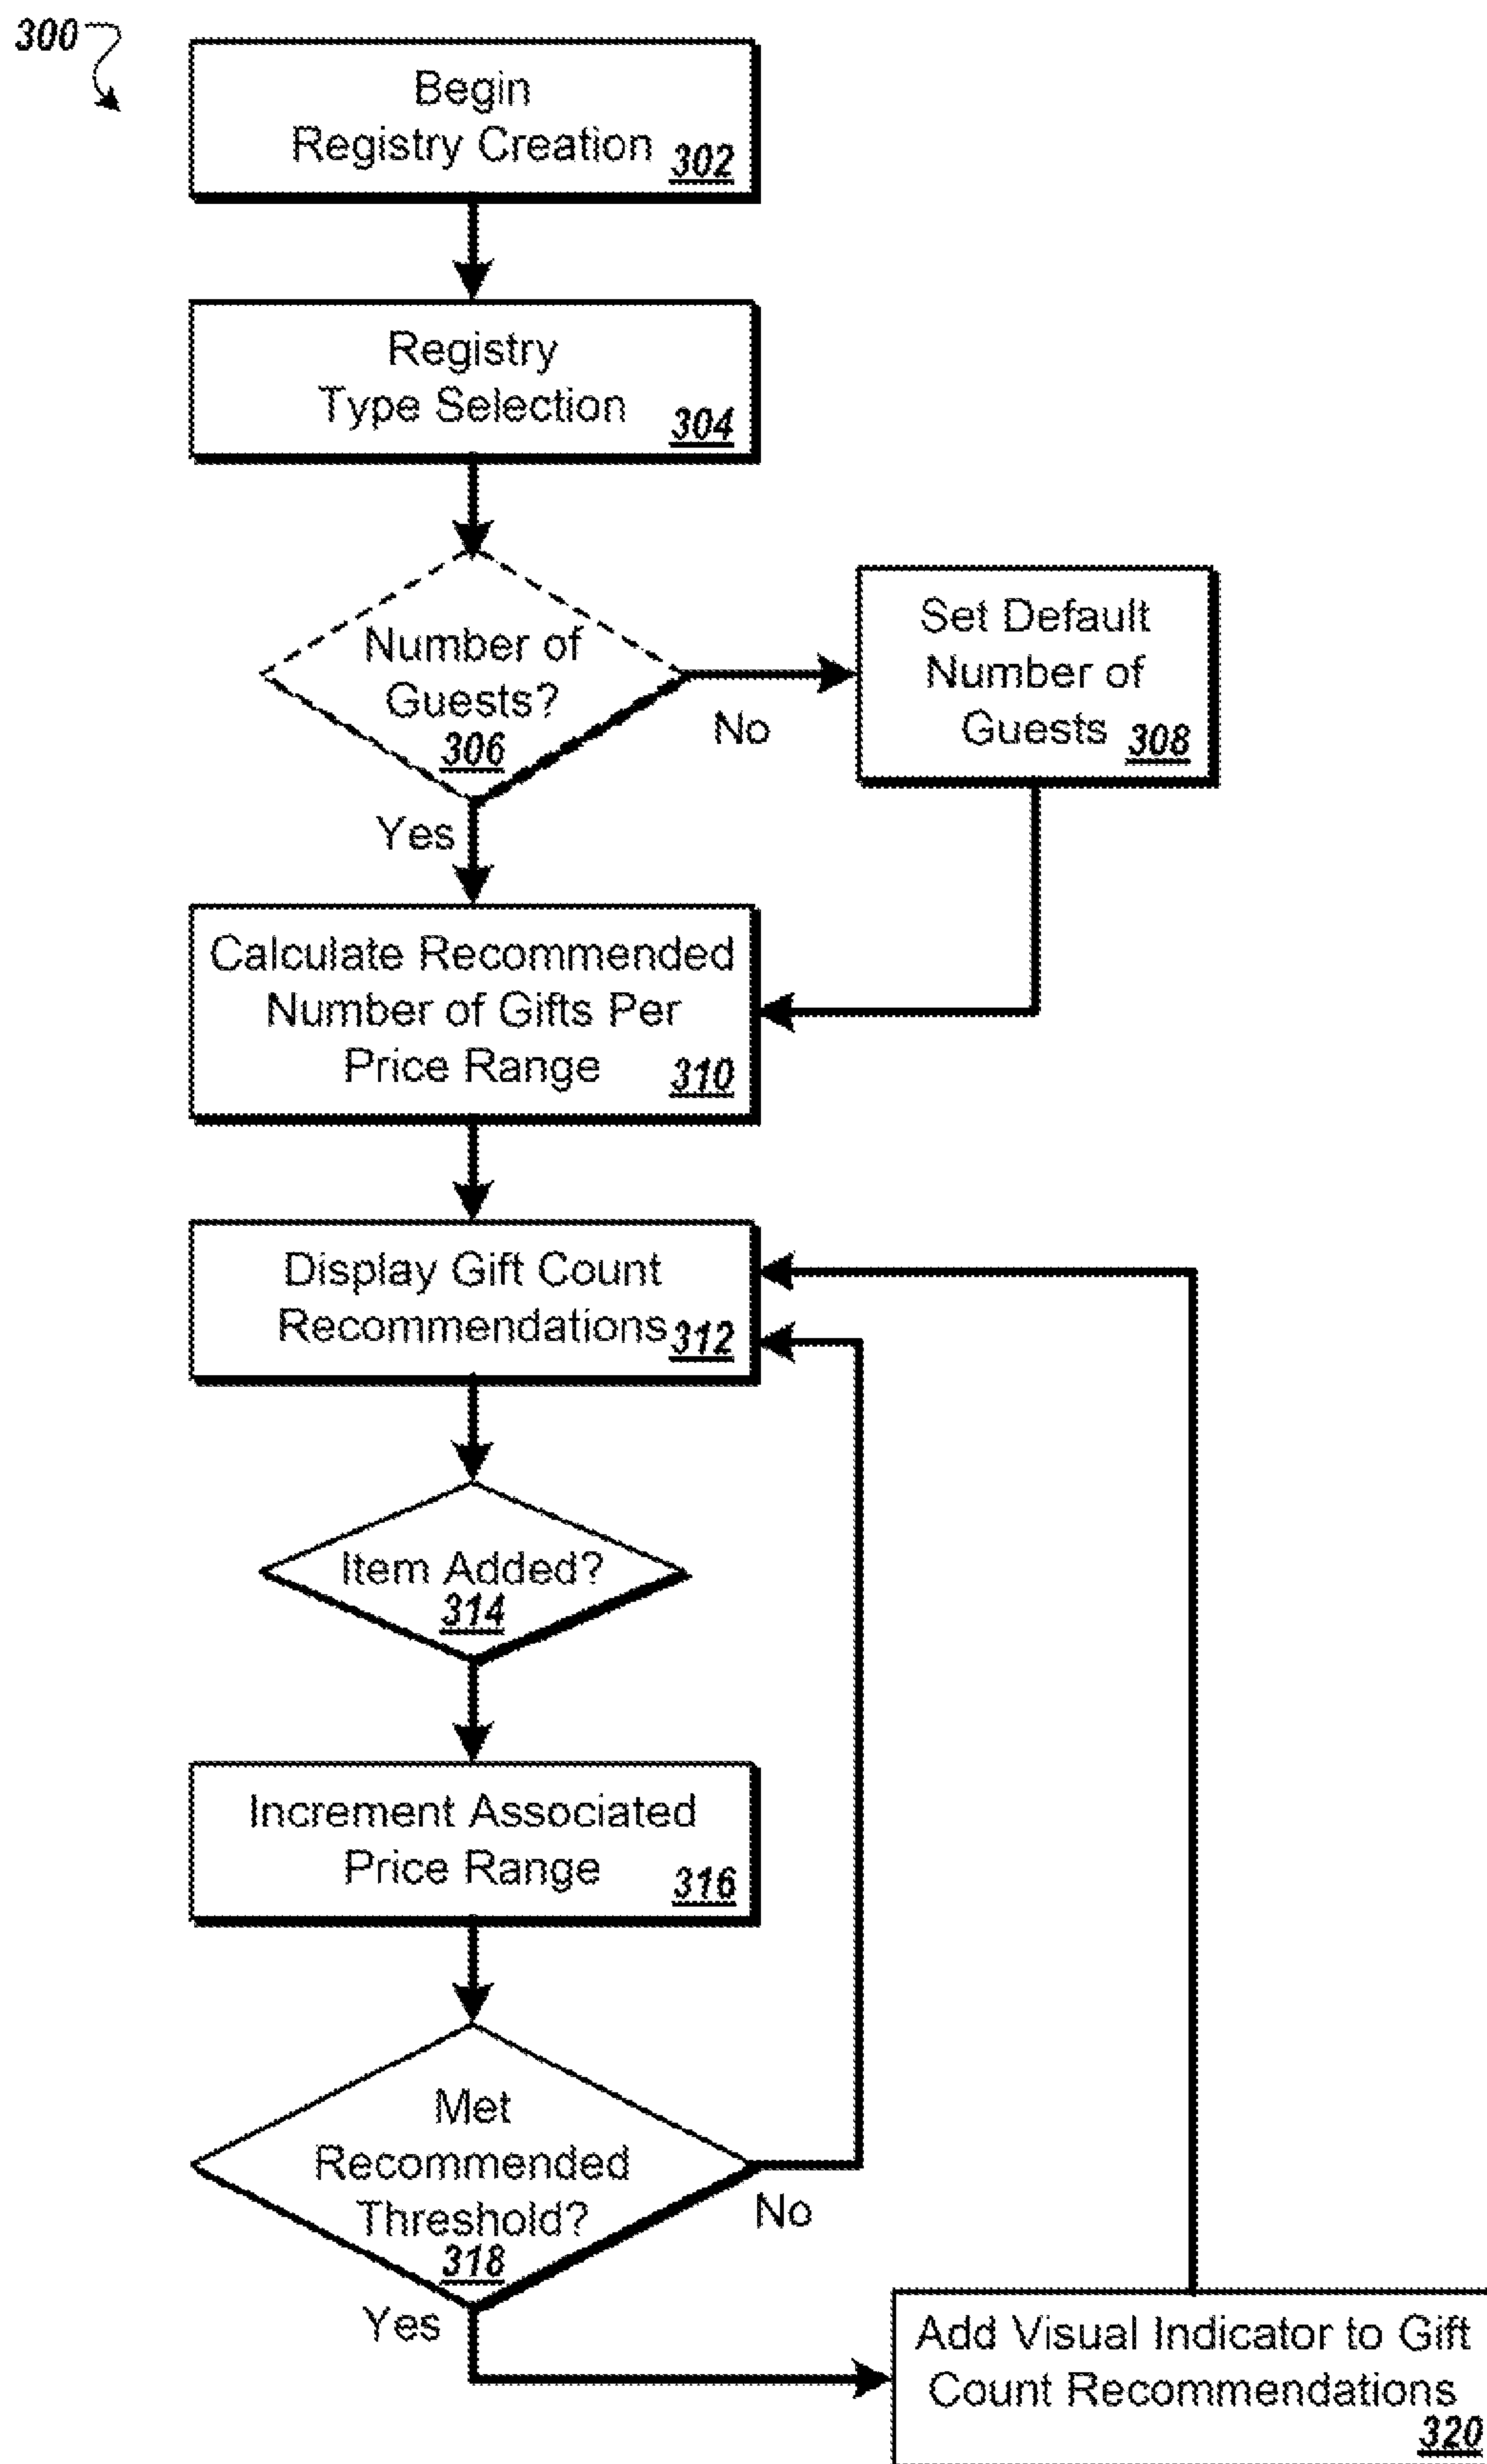 300
Begin
Registry Creation 302
Registry
Type Selection 304
Number of
Guests?
306
No
Yes
Set Default
Number of
Guests 308
Calculate Recommended
Number of Gifts Per
Price Range 310
Display Gift Count
Recommendations 312
Item Added?
314
Increment Associated
Price Range 316
Met
Recommended
Threshold?
318
No
Yes
Add Visual Indicator to Gift
Count Recommendations
320